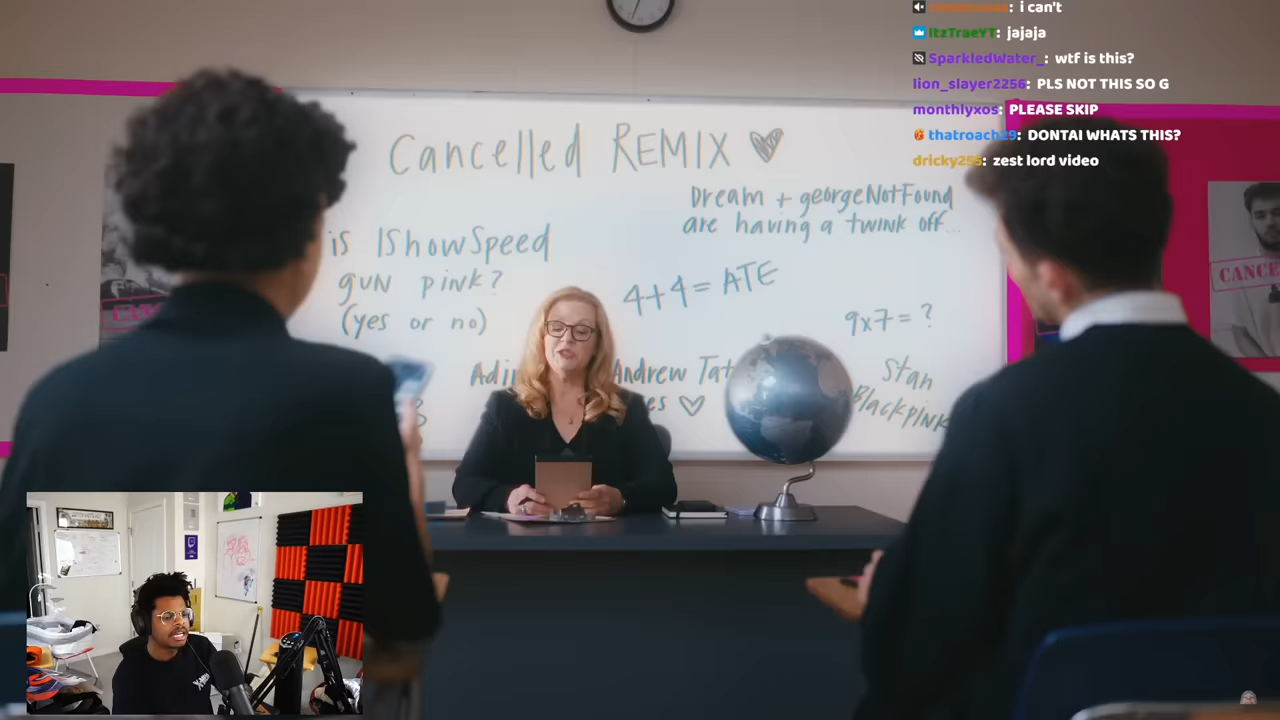 : i can't
ItzTraeYT: jajaja
SparkledWater_: wtf is this?
lion_slayer2256: PLS NOT THIS SO G
monthlyxos: PLEASE SKIP
thatroach29: DONTAI WHATS THIS?
dricky255: zest lord video
Cancelled REMIX
Dream + georgeNotFound
are having a twink off...
is IShowSpeed
gun pink?
(yes or no)
4+4= ATE
9x7=?
Andrew
Stan
Blackpink
CANCE